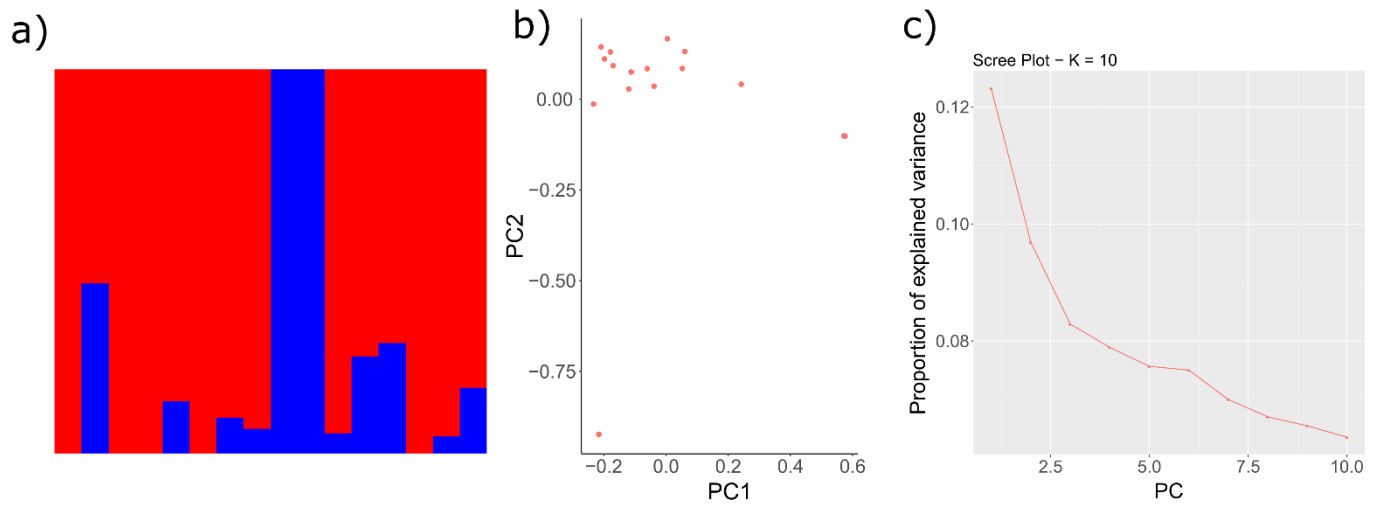 a)
b)
0.00
−0.25
−0.50
−0.75
PC2
−0.2
0.0
0.2
0.4
0.6
PC1
c)
Scree Plot − K = 10
0.12
0.10
0.08
Proportion of explained variance
2.5
5.0
7.5
10.0
PC